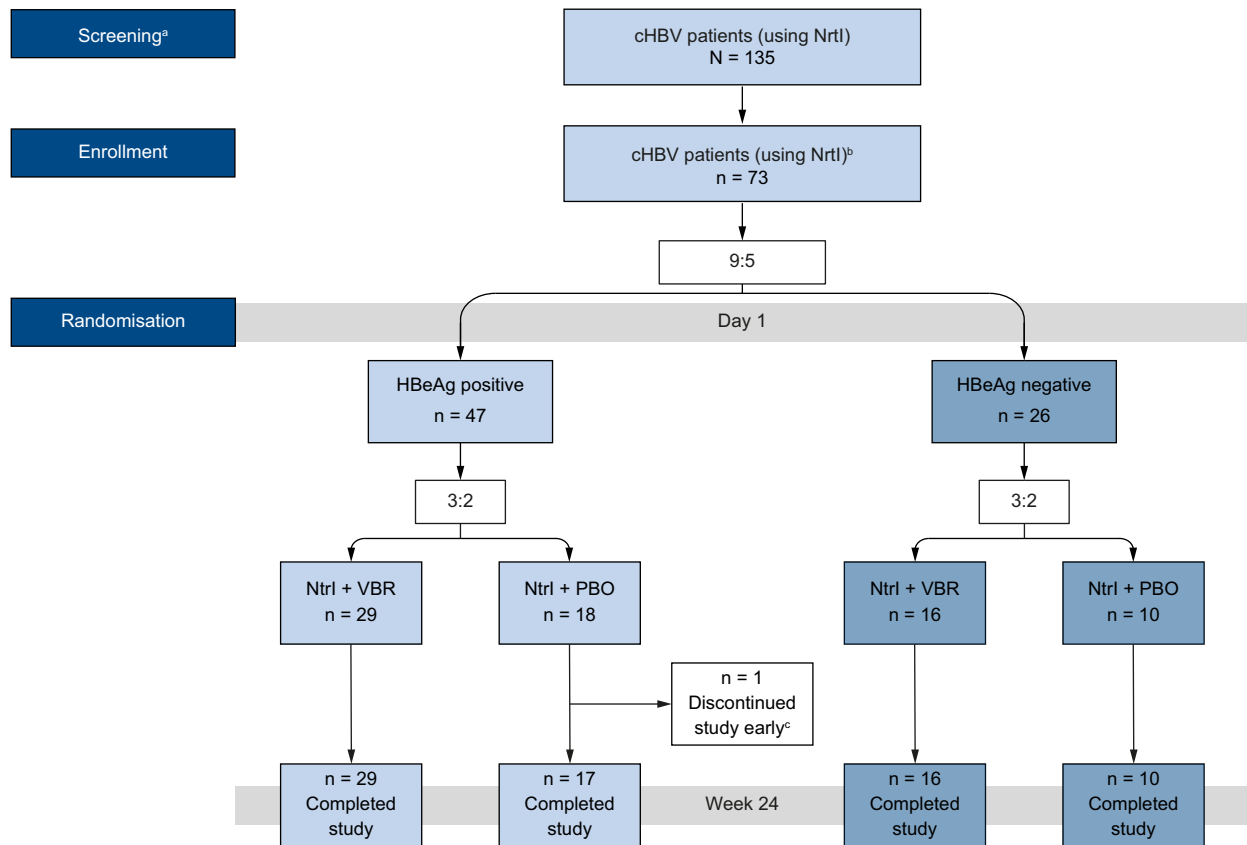 Screeningᵃ
cHBV patients (using NrtI)
N = 135
Enrollment
cHBV patients (using NrtI)ᵇ
n = 73
9:5
Randomisation
Day 1
HBeAg positive
n = 47
HBeAg negative
n = 26
3:2
3:2
NtrI + VBR
n = 29
NtrI + PBO
n = 18
NtrI + VBR
n = 16
NtrI + PBO
n = 10
n = 1
Discontinued
study earlyᶜ
n = 29
Completed
study
n = 17
Completed
study
Week 24
n = 16
Completed
study
n = 10
Completed
study